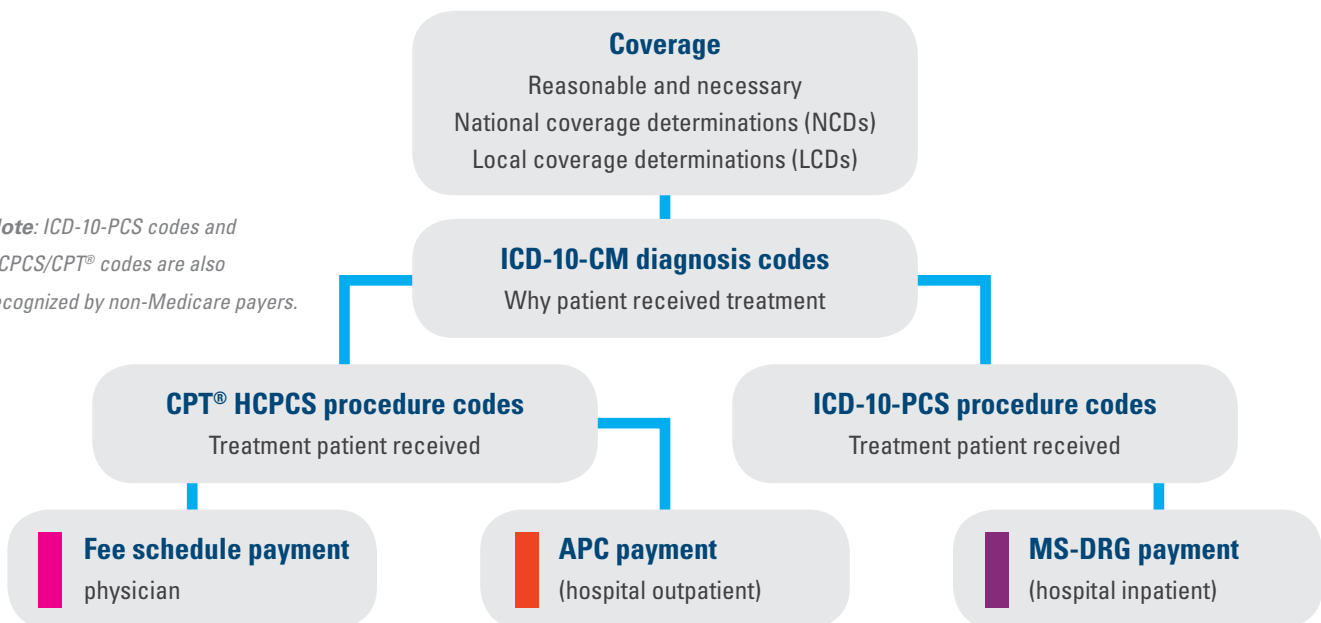 Coverage
Reasonable and necessary
National coverage determinations (NCDs)
Local coverage determinations (LCDs)
ote: ICD-10-PCS codes and
CPCS/CPT® codes are also
ecognized by non-Medicare payers.
ICD-10-CM diagnosis codes
Why patient received treatment
CPT® HCPCS procedure codes
Treatment patient received
ICD-10-PCS procedure codes
Treatment patient received
Fee schedule payment
physician
APC payment
(hospital outpatient)
MS-DRG payment
(hospital inpatient)